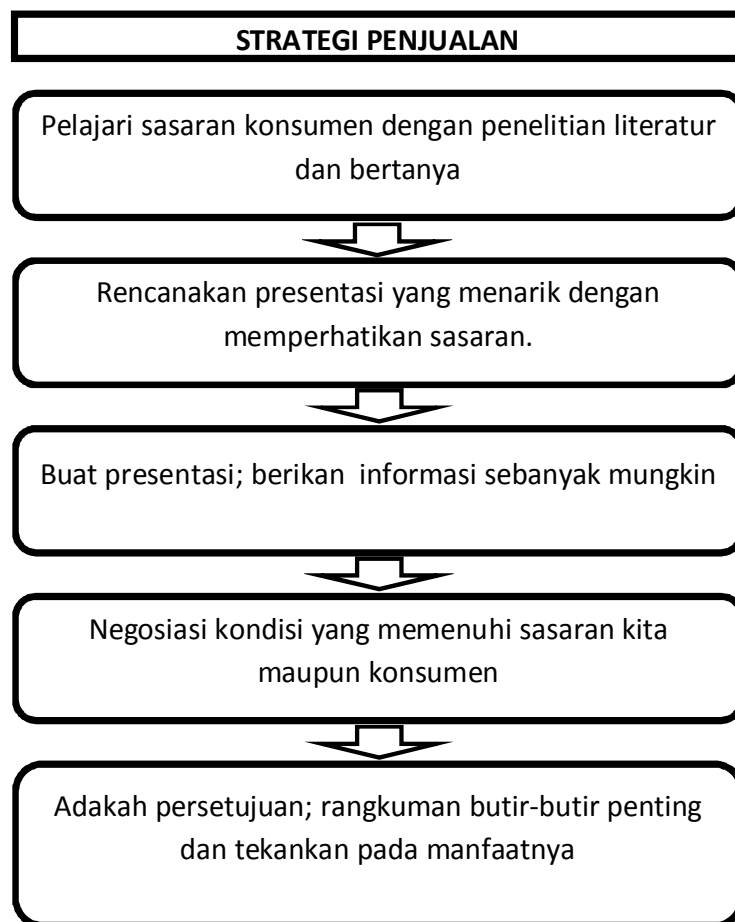 STRATEGI PENJUALAN
Pelajari sasaran konsumen dengan penelitian literatur
dan bertanya
Rencanakan presentasi yang menarik dengan
memperhatikan sasaran.
Buat presentasi; berikan  informasi sebanyak mungkin
Negosiasi kondisi yang memenuhi sasaran kita
maupun konsumen
Adakah persetujuan; rangkuman butir-butir penting
dan tekankan pada manfaatnya